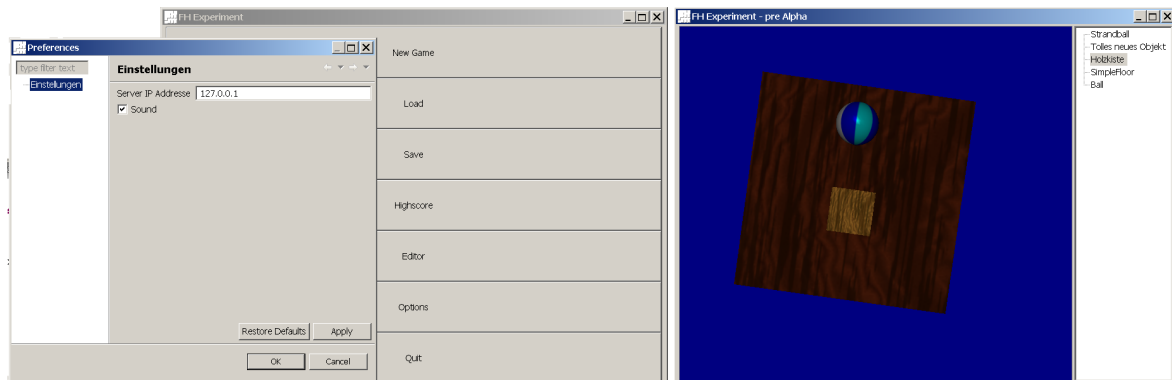 FH Experiment
Preferences
type filter text
Einstellungen
Einstellungen
Server IP Addresse 127.0.0.1
Sound
Restore Defaults Apply
OK Cancel
New Game
Load
Save
Highscore
Editor
Options
Quit
FH Experiment - pre Alpha
Strandball
Tolles neues Objekt
Holzkiste
SimpleFloor
Ball